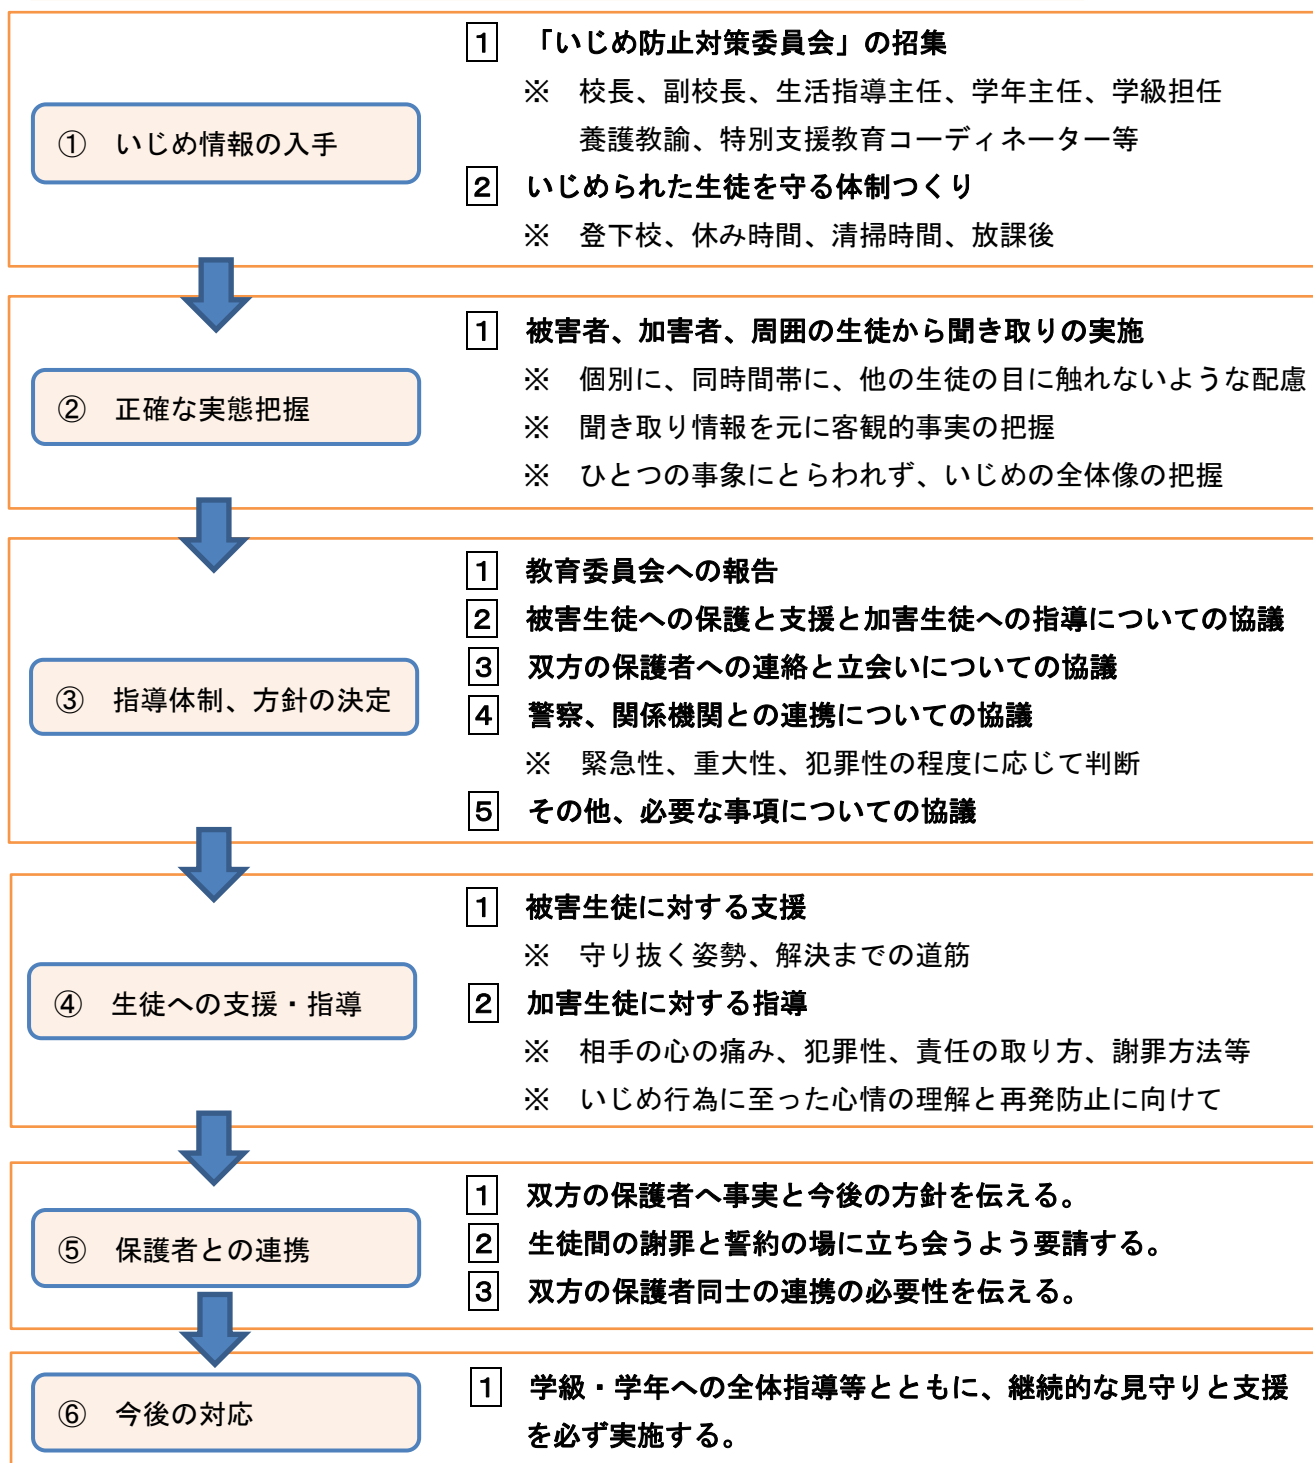 ① いじめ情報の入手
1 「いじめ防止対策委員会」の招集
※ 校長、副校長、生活指導主任、学年主任、学級担任
養護教諭、特別支援教育コーディネーター等
2 いじめられた生徒を守る体制つくり
※ 登下校、休み時間、清掃時間、放課後
② 正確な実態把握
1 被害者、加害者、周囲の生徒から聞き取りの実施
※ 個別に、同時間帯に、他の生徒の目に触れないような配慮
※ 聞き取り情報を元に客観的事実の把握
※ ひとつの事象にとらわれず、いじめの全体像の把握
③ 指導体制、方針の決定
1 教育委員会への報告
2 被害生徒への保護と支援と加害生徒への指導についての協議
3 双方の保護者への連絡と立会いについての協議
4 警察、関係機関との連携についての協議
※ 緊急性、重大性、犯罪性の程度に応じて判断
5 その他、必要な事項についての協議
④ 生徒への支援・指導
1 被害生徒に対する支援
※ 守り抜く姿勢、解決までの道筋
2 加害生徒に対する指導
※ 相手の心の痛み、犯罪性、責任の取り方、謝罪方法等
※ いじめ行為に至った心情の理解と再発防止に向けて
⑤ 保護者との連携
1 双方の保護者へ事実と今後の方針を伝える。
2 生徒間の謝罪と誓約の場に立ち会うよう要請する。
3 双方の保護者同士の連携の必要性を伝える。
⑥ 今後の対応
1 学級・学年への全体指導等とともに、継続的な見守りと支援
を必ず実施する。